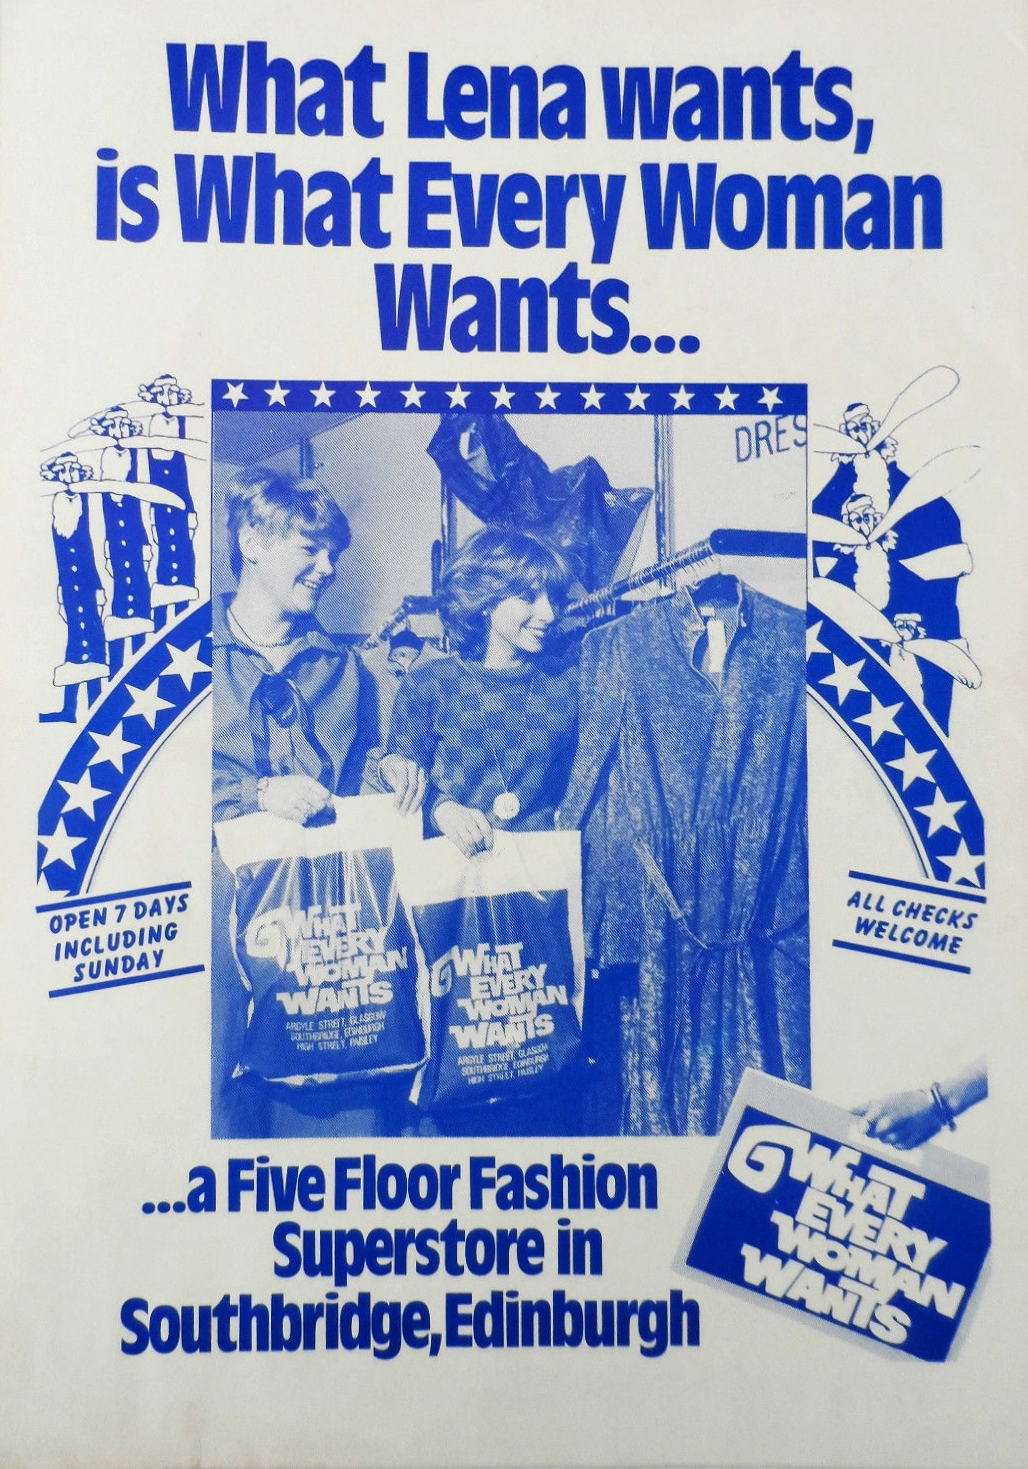 What Lena wants,
is What Every Woman
Wants...
DRES
OPEN 7 DAYS
INCLUDING
SUNDAY
ALL CHECKS
WELCOME
WHAT
EVERY
WOMAN
WANTS
ARGYLE STREET, GLASGOW
SOUTHBRIDGE, EDINBURGH
HIGH STREET, PAISLEY
WHAT
EVERY
WOMAN
WANTS
ARGYLE STREET, GLASGOW
SOUTHBRIDGE, EDINBURGH
HIGH STREET, PAISLEY
...a Five Floor Fashion
Superstore in
Southbridge, Edinburgh
WHAT
EVERY
WOMAN
WANTS